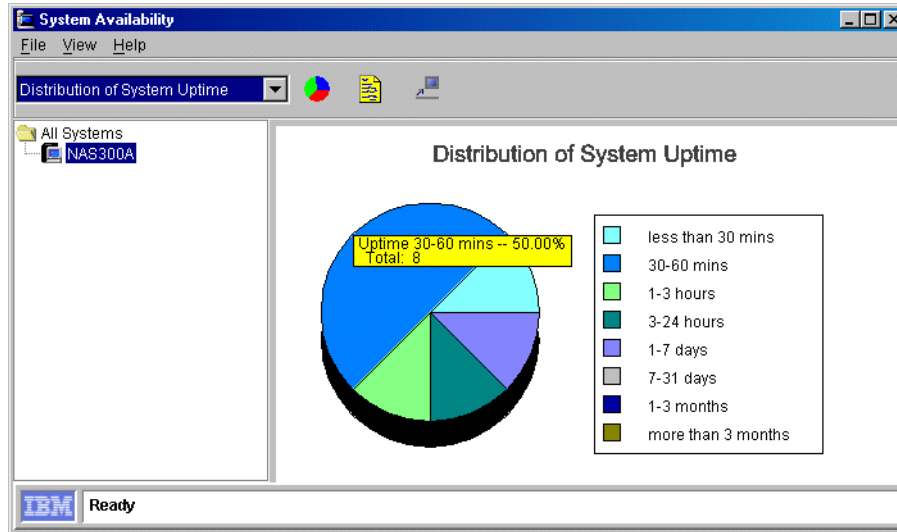 System Availability
File View Help
Distribution of System Uptime
All Systems
NAS300A
Distribution of System Uptime
Uptime 30-60 mins -- 50.00%
Total: 8
less than 30 mins
30-60 mins
1-3 hours
3-24 hours
1-7 days
7-31 days
1-3 months
more than 3 months
IBM
Ready